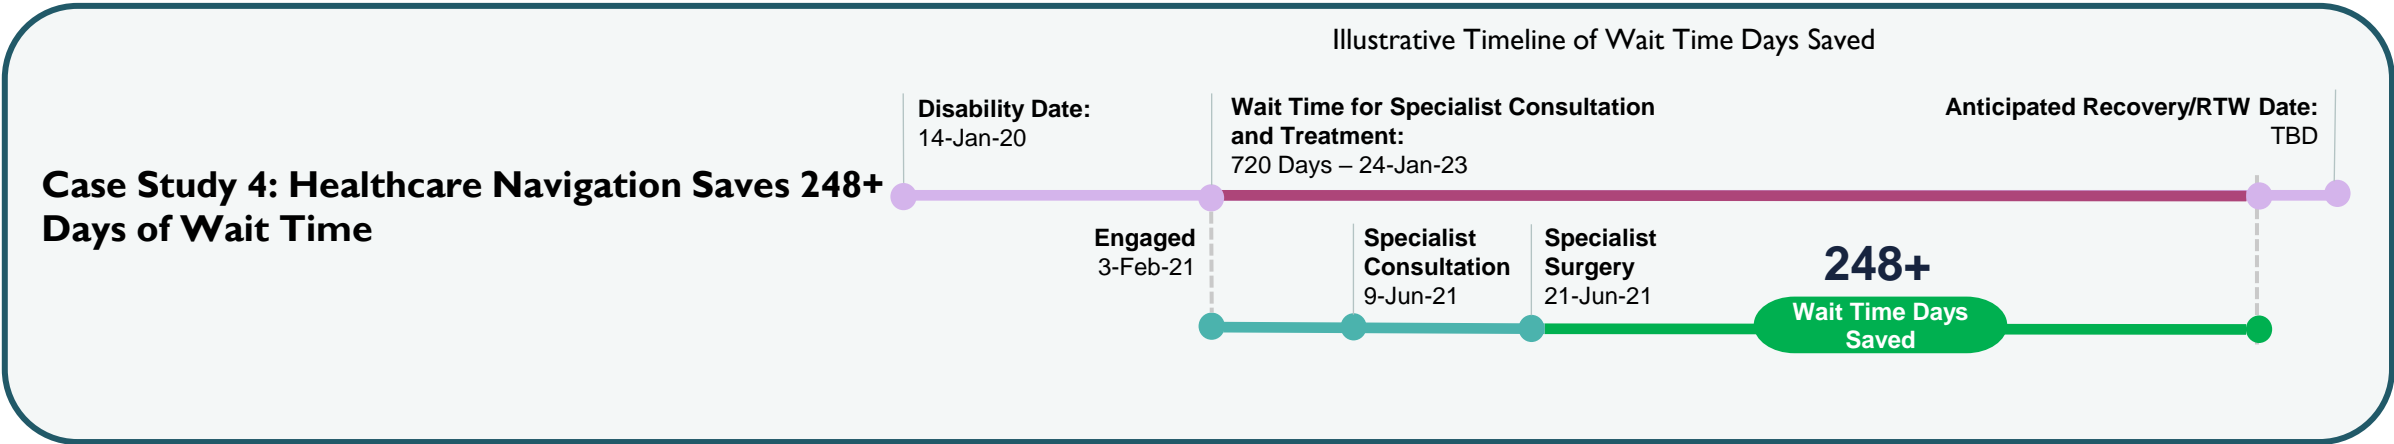 Illustrative Timeline of Wait Time Days Saved
Case Study 4: Healthcare Navigation Saves 248+
Days of Wait Time
Disability Date:
14-Jan-20
Wait Time for Specialist Consultation
and Treatment:
720 Days – 24-Jan-23
Anticipated Recovery/RTW Date:
TBD
Engaged
3-Feb-21
Specialist
Consultation
9-Jun-21
Specialist
Surgery
21-Jun-21
248+
Wait Time Days
Saved